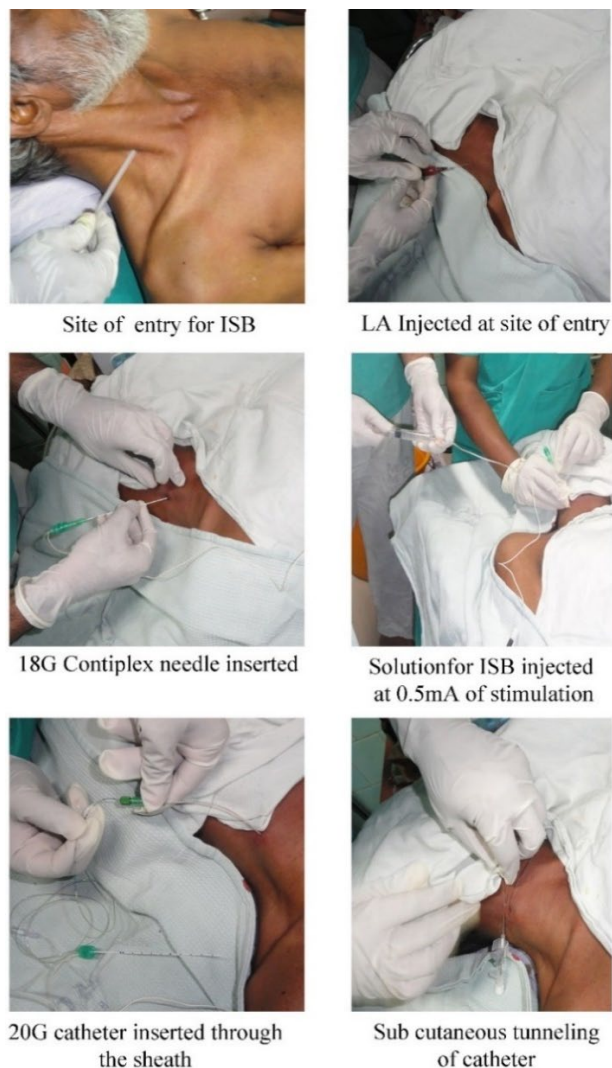 Site of entry for ISB
LA Injected at site of entry
18G Contiplex needle inserted
Solutionfor ISB injected
at 0.5mA of stimulation
20G catheter inserted through
the sheath
Sub cutaneous tunneling
of catheter